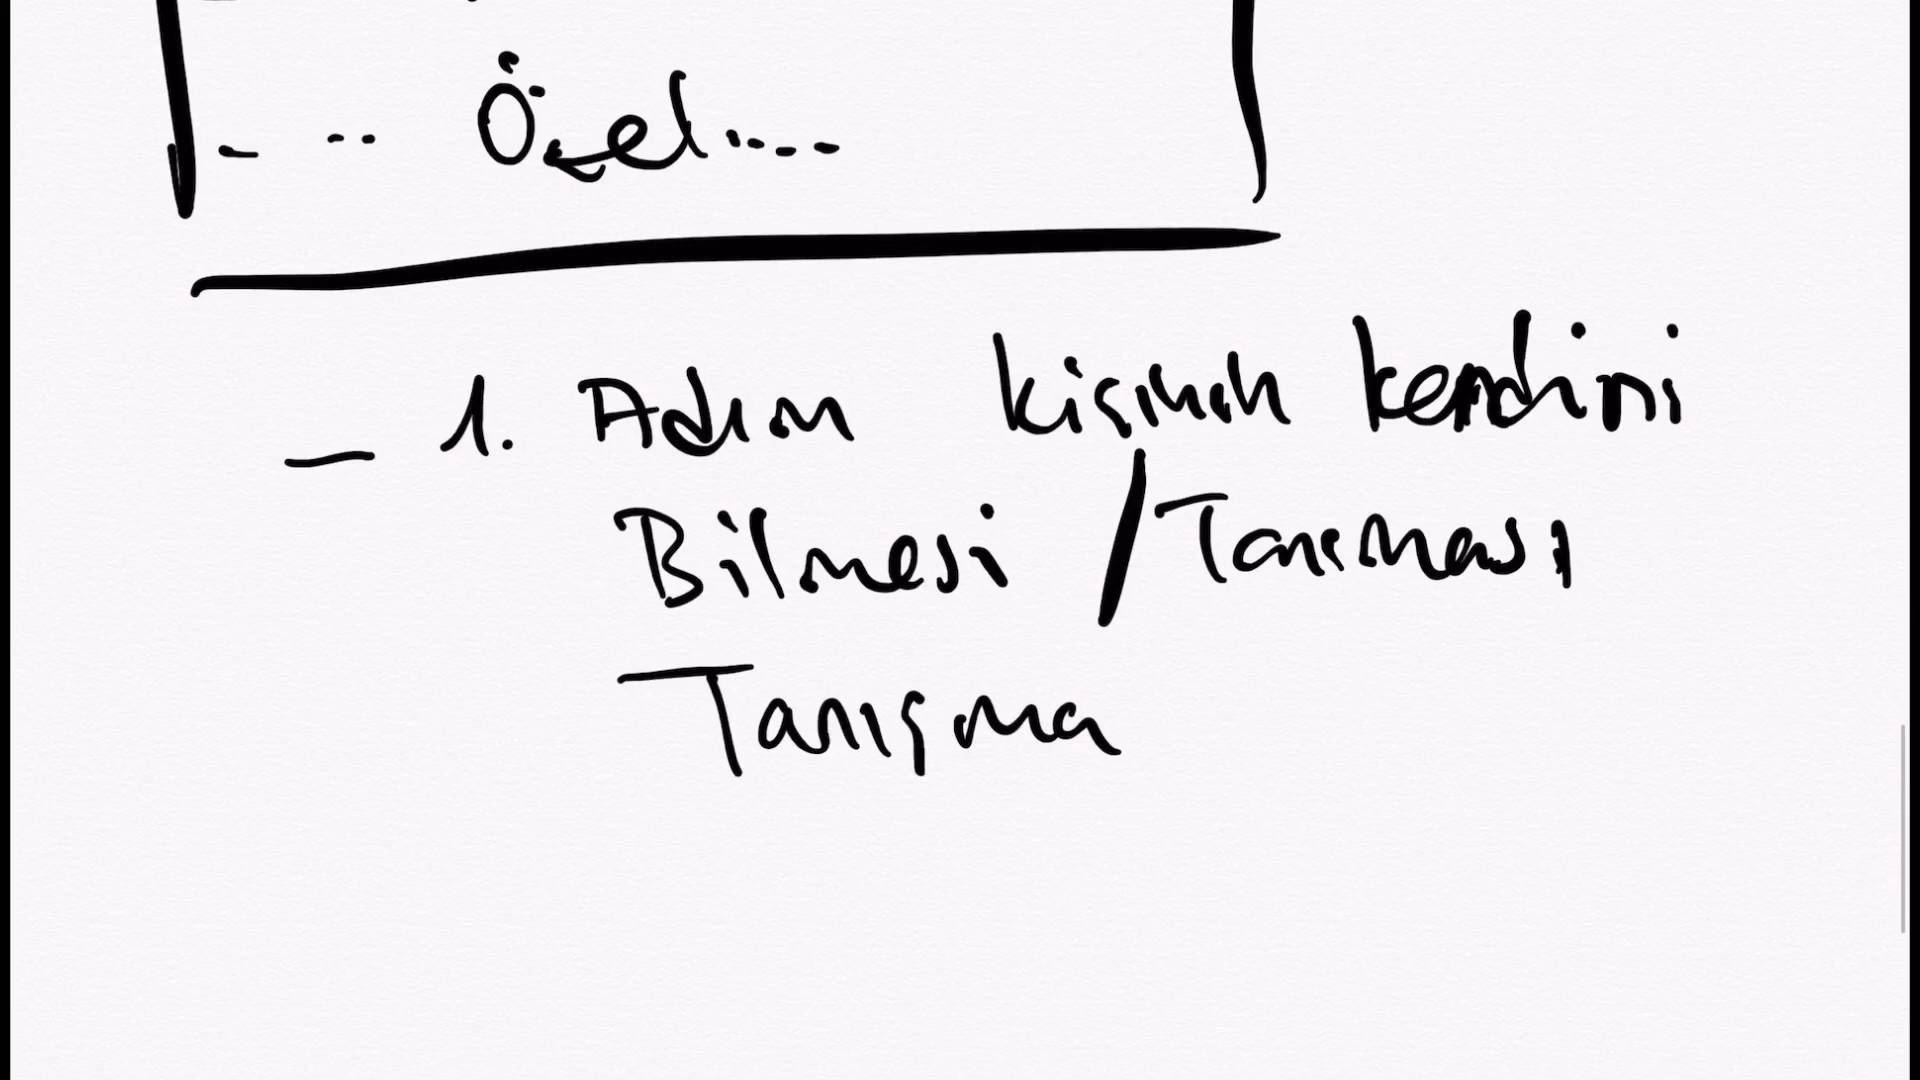 - -- Özel....
- 1. Adım kişinin kendini
Bilmesi / Tanıması
Tanışma